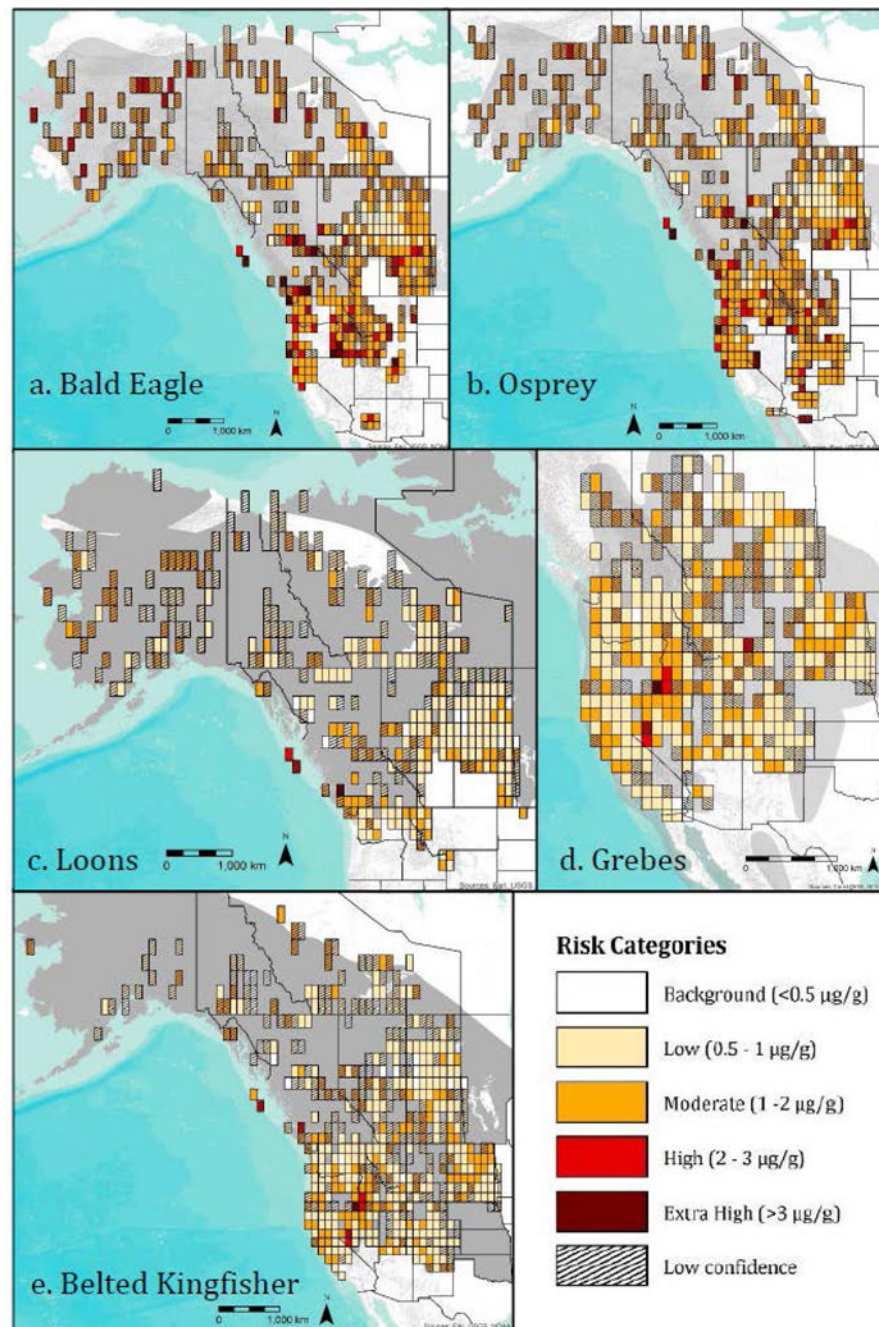 N
0
1,000 km
a. Bald Eagle
N
0
1,000 km
b. Osprey
N
0
1,000 km
c. Loons
Sources: Esri, USGS
N
0
1,000 km
d. Grebes
N
0
1,000 km
e. Belted Kingfisher
Risk Categories
Background (<0.5 µg/g)
Low (0.5 - 1 µg/g)
Moderate (1 -2 µg/g)
High (2 - 3 µg/g)
Extra High (>3 µg/g)
Low confidence